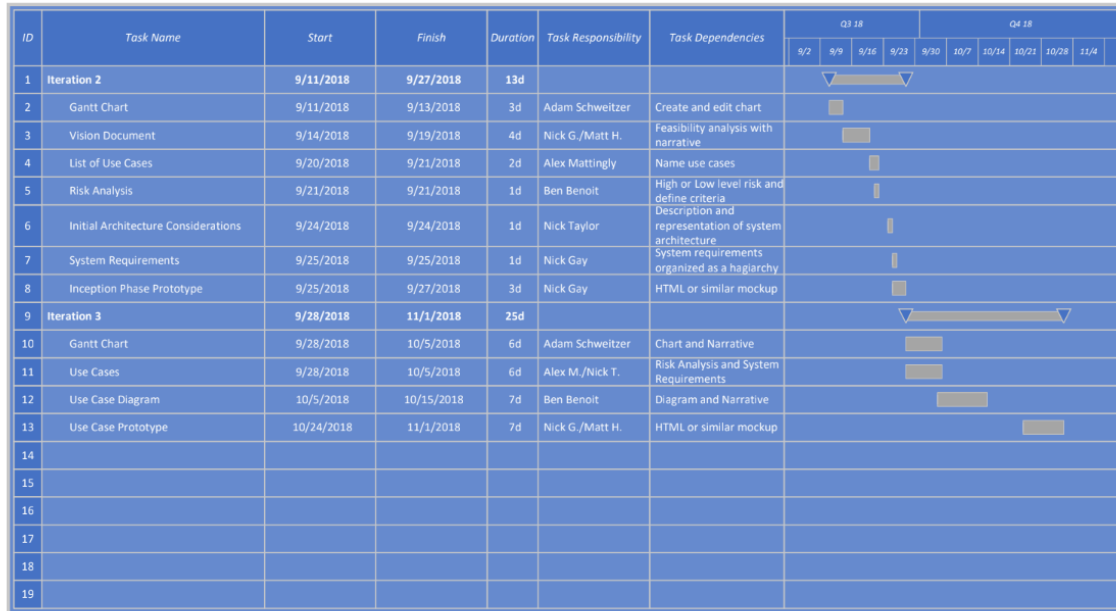 ID Task Name Start Finish Duration Task Responsibility Task Dependencies Q3 18 Q4 18
9/2 9/9 9/16 9/23 9/30 10/7 10/14 10/21 10/28 11/4
1 Iteration 2 9/11/2018 9/27/2018 13d
2 Gantt Chart 9/11/2018 9/13/2018 3d Adam Schweitzer Create and edit chart
3 Vision Document 9/14/2018 9/19/2018 4d Nick G./Matt H. Feasibility analysis with
narrative
4 List of Use Cases 9/20/2018 9/21/2018 2d Alex Mattingly Name use cases
5 Risk Analysis 9/21/2018 9/21/2018 1d Ben Benoit High or Low level risk and
define criteria
6 Initial Architecture Considerations 9/24/2018 9/24/2018 1d Nick Taylor Description and
representation of system
architecture
7 System Requirements 9/25/2018 9/25/2018 1d Nick Gay System requirements
organized as a hagiarchy
8 Inception Phase Prototype 9/25/2018 9/27/2018 3d Nick Gay HTML or similar mockup
9 Iteration 3 9/28/2018 11/1/2018 25d
10 Gantt Chart 9/28/2018 10/5/2018 6d Adam Schweitzer Chart and Narrative
11 Use Cases 9/28/2018 10/5/2018 6d Alex M./Nick T. Risk Analysis and System
Requirements
12 Use Case Diagram 10/5/2018 10/15/2018 7d Ben Benoit Diagram and Narrative
13 Use Case Prototype 10/24/2018 11/1/2018 7d Nick G./Matt H. HTML or similar mockup
14
15
16
17
18
19